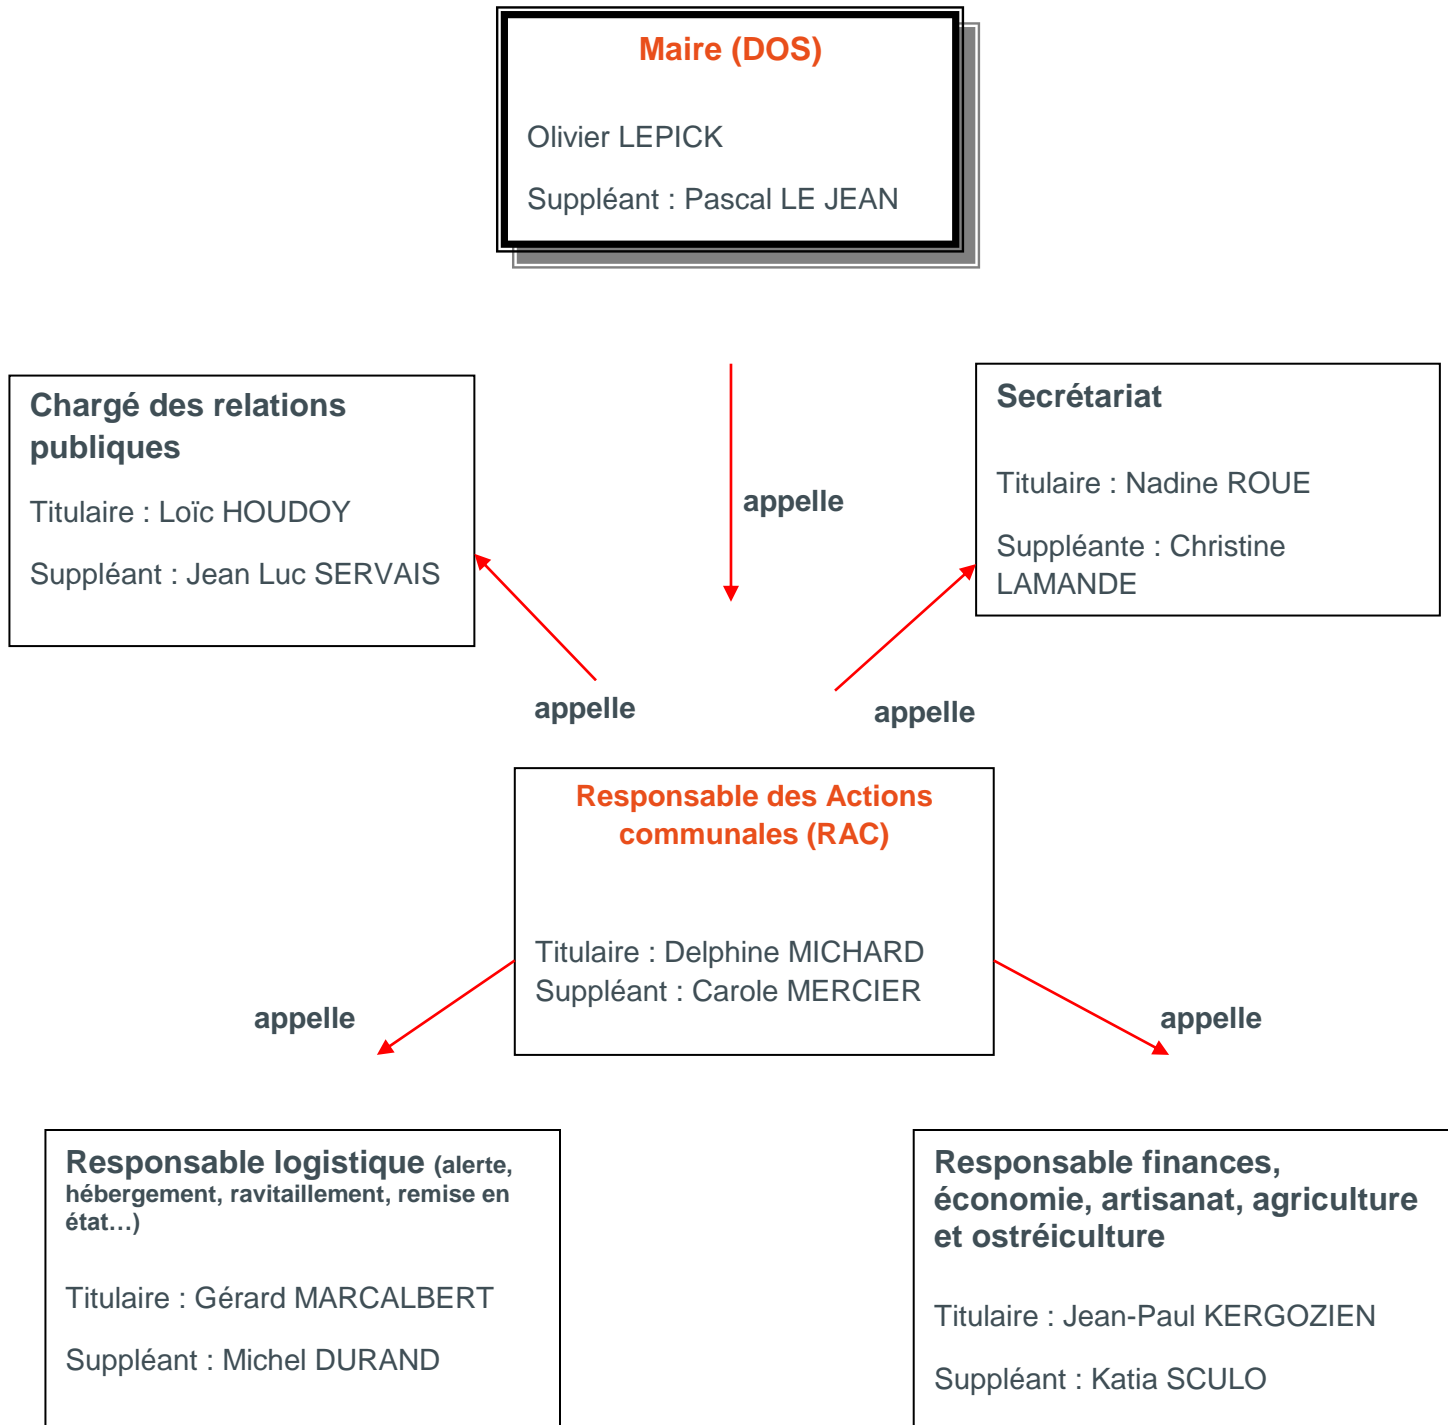 Maire (DOS)
Olivier LEPICK
Suppléant : Pascal LE JEAN
Chargé des relations
publiques
Titulaire : Loïc HOUDOY
Suppléant : Jean Luc SERVAIS
appelle
Secrétariat
Titulaire : Nadine ROUE
Suppléante : Christine
LAMANDE
appelle
appelle
Responsable des Actions
communales (RAC)
Titulaire : Delphine MICHARD
Suppléant : Carole MERCIER
appelle
appelle
Responsable logistique (alerte,
hébergement, ravitaillement, remise en
état…)
Titulaire : Gérard MARCALBERT
Suppléant : Michel DURAND
Responsable finances,
économie, artisanat, agriculture
et ostréiculture
Titulaire : Jean-Paul KERGOZIEN
Suppléant : Katia SCULO